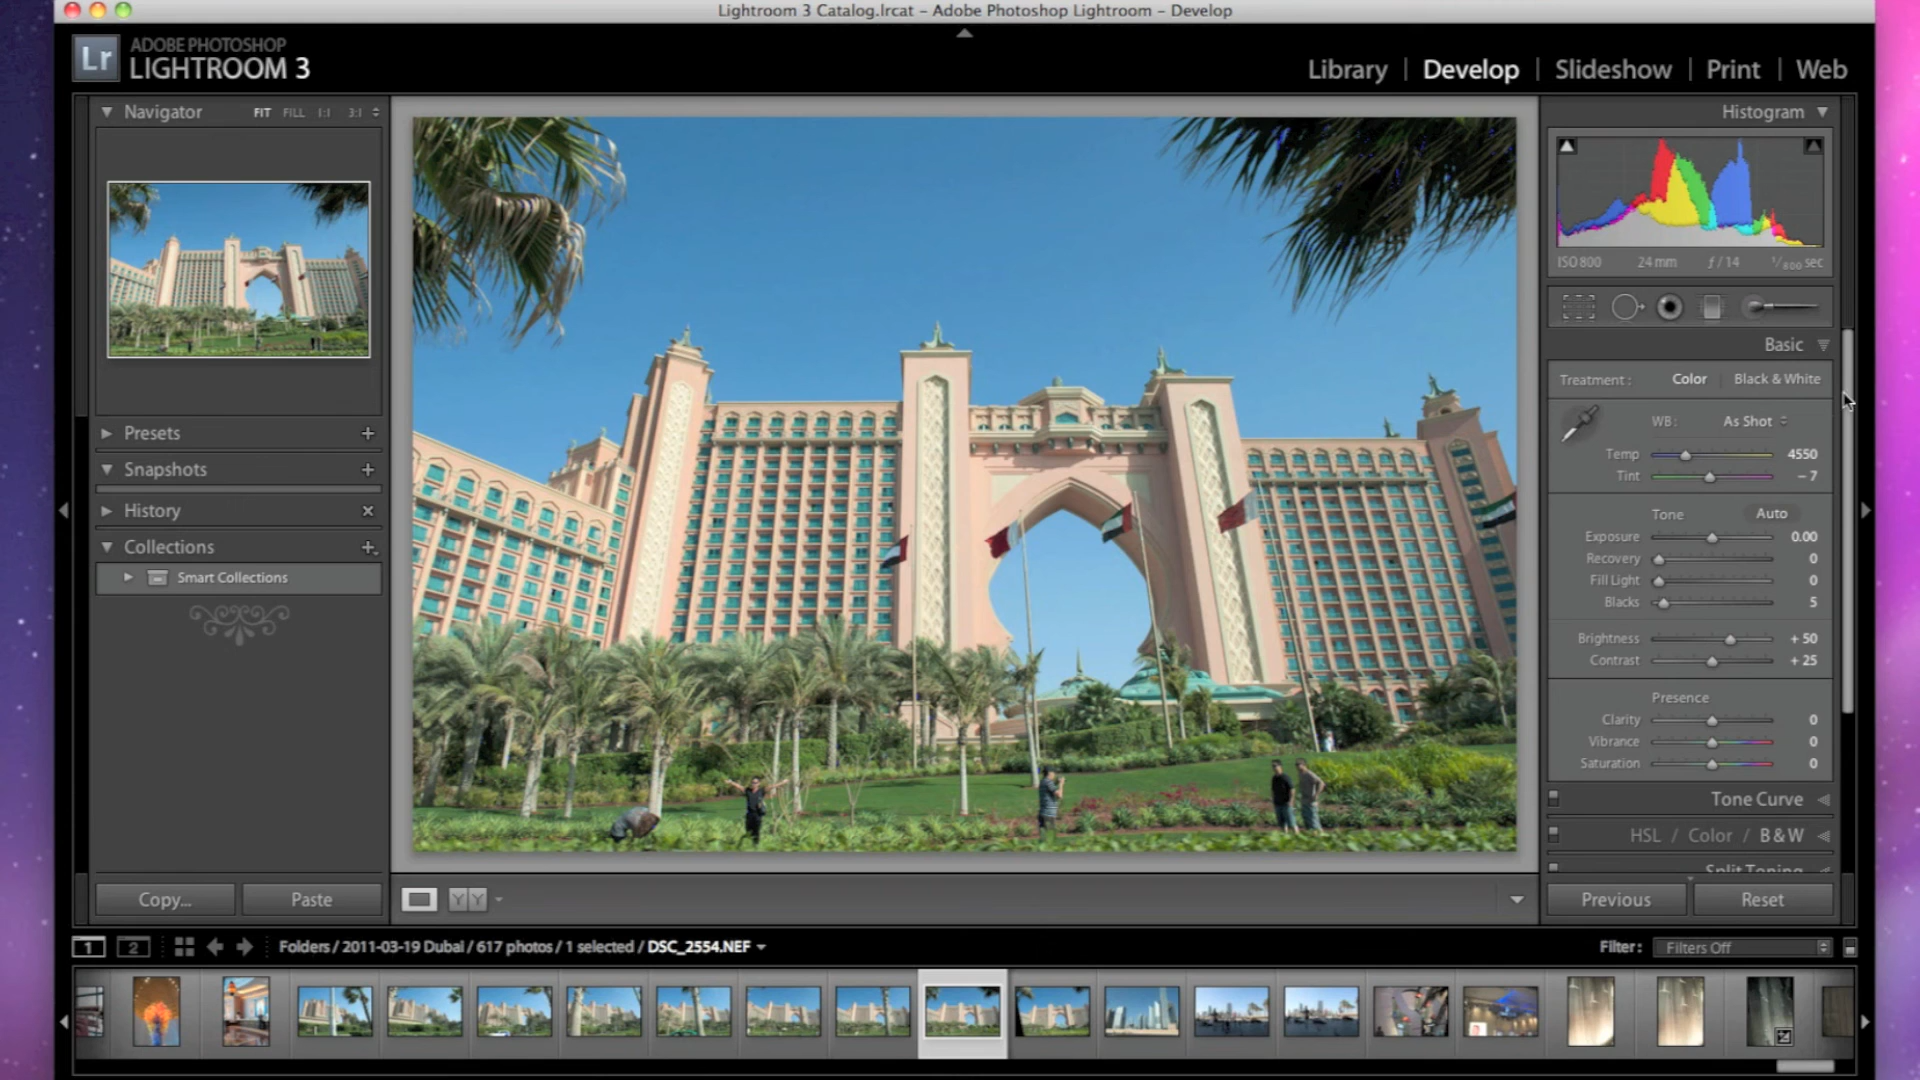 Lightroom 3 Catalog.lrcat – Adobe Photoshop Lightroom – Develop
Lr
ADOBE PHOTOSHOP
LIGHTROOM 3
Library | Develop | Slideshow | Print | Web
Navigator FIT FILL 1:1 3:1
Presets
Snapshots
History
Collections
Smart Collections
Copy... Paste
Histogram
ISO 800 24 mm ƒ / 14 1/800 sec
Basic
Treatment : Color Black & White
WB : As Shot
Temp 4550
Tint – 7
Tone Auto
Exposure 0.00
Recovery 0
Fill Light 0
Blacks 5
Brightness + 50
Contrast + 25
Presence
Clarity 0
Vibrance 0
Saturation 0
Tone Curve
HSL / Color / B & W
Split Toning
Previous Reset
1 2 Folders / 2011-03-19 Dubai / 617 photos / 1 selected / DSC_2554.NEF
Filter : Filters Off